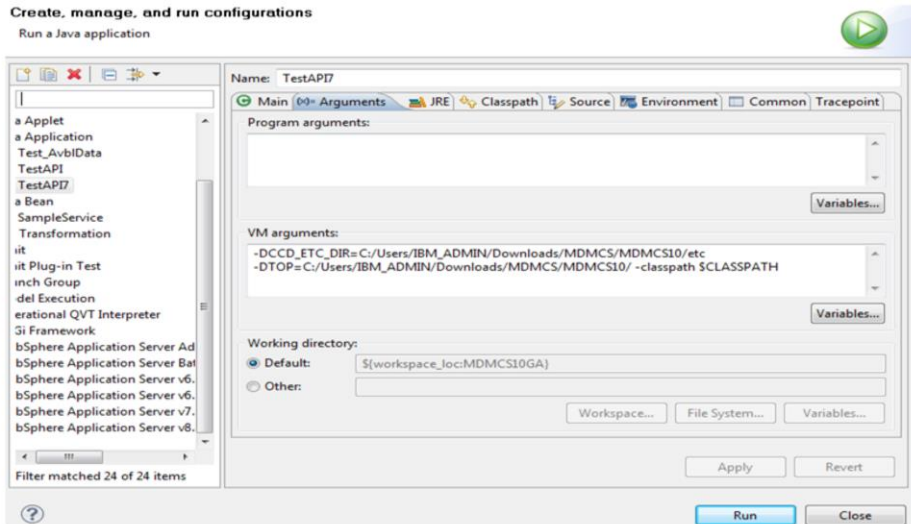 Create, manage, and run configurations
Run a Java application
Name: TestAPI7
Main (x)= Arguments JRE Classpath Source Environment Common Tracepoint
a Applet
a Application
Test_AvblData
TestAPI
TestAPI7
a Bean
SampleService
Transformation
it
it Plug-in Test
nch Group
del Execution
erational QVT Interpreter
Gi Framework
bSphere Application Server Ad
bSphere Application Server Bat
bSphere Application Server v6.
bSphere Application Server v6.
bSphere Application Server v7.
bSphere Application Server v8.
Filter matched 24 of 24 items
Program arguments:
Variables...
VM arguments:
-DCCD_ETC_DIR=C:/Users/IBM_ADMIN/Downloads/MDMCS/MDMCS10/etc
-DTOP=C:/Users/IBM_ADMIN/Downloads/MDMCS/MDMCS10/ -classpath $CLASSPATH
Variables...
Working directory:
Default: ${workspace_loc:MDMCS10GA}
Other:
Workspace... File System... Variables...
Apply Revert
Run Close